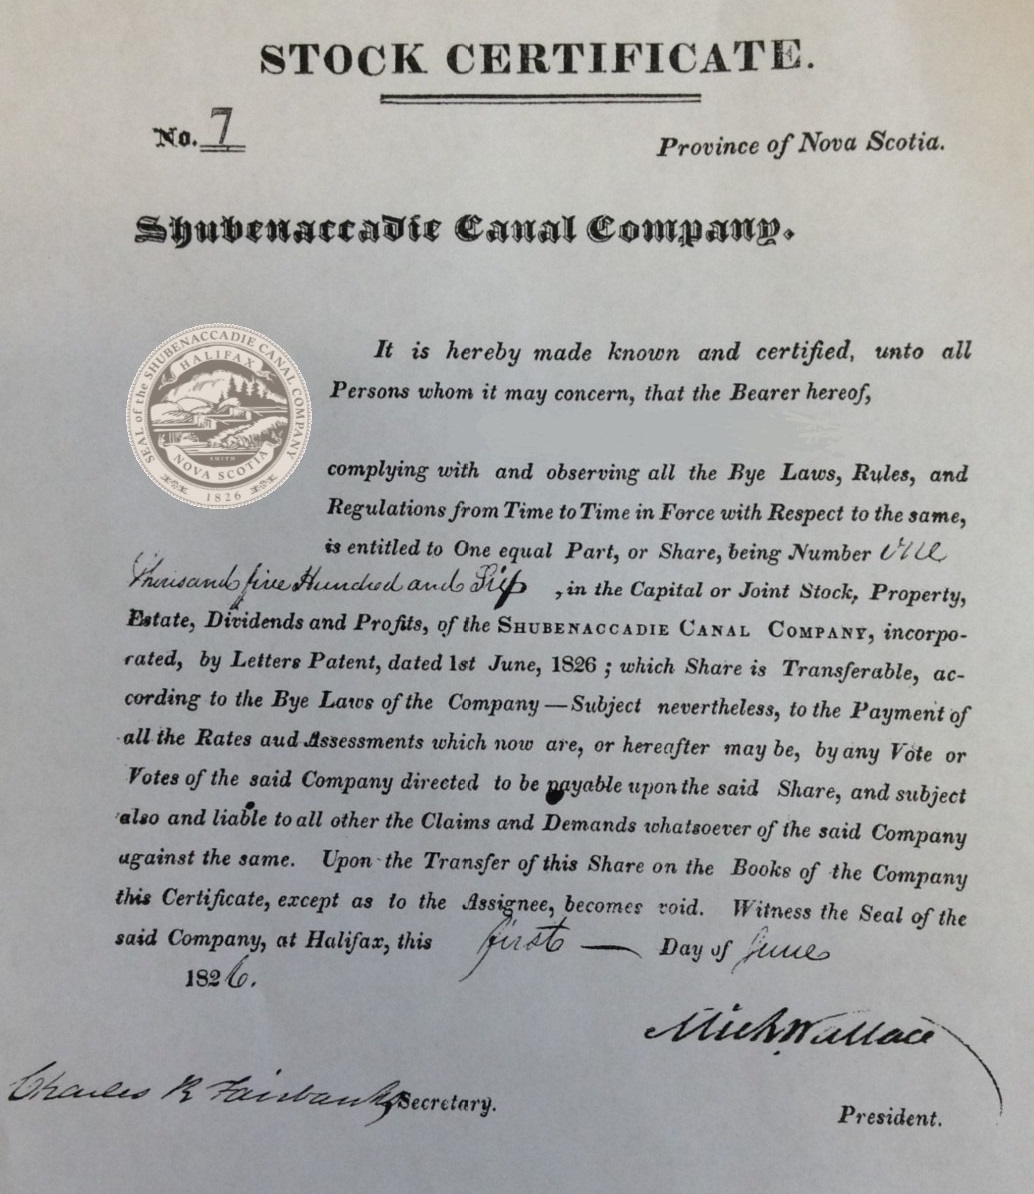 STOCK CERTIFICATE.
No. 7
Province of Nova Scotia.
Shubenaccadie Canal Company.
SEAL of the SHUBENACCADIE CANAL COMPANY
HALIFAX
SMITH
NOVA SCOTIA
1826
It is hereby made known and certified, unto all
Persons whom it may concern, that the Bearer hereof,
complying with and observing all the Bye Laws, Rules, and
Regulations from Time to Time in Force with Respect to the same,
is entitled to One equal Part, or Share, being Number One
Thousand five Hundred and , in the Capital or Joint Stock, Property,
Estate, Dividends and Profits, of the SHUBENACCADIE CANAL COMPANY, incorpo-
rated, by Letters Patent, dated 1st June, 1826 ; which Share is Transferable, ac-
cording to the Bye Laws of the Company — Subject nevertheless, to the Payment of
all the Rates aud Assessments which now are, or hereafter may be, by any Vote or
Votes of the said Company directed to be payable upon the said Share, and subject
also and liable to all other the Claims and Demands whatsoever of the said Company
against the same. Upon the Transfer of this Share on the Books of the Company
this Certificate, except as to the Assignee, becomes void. Witness the Seal of the
said Company, at Halifax, this first — Day of June
1826.
Mich. Wallace
Charles R Fairbanks Secretary.
President.